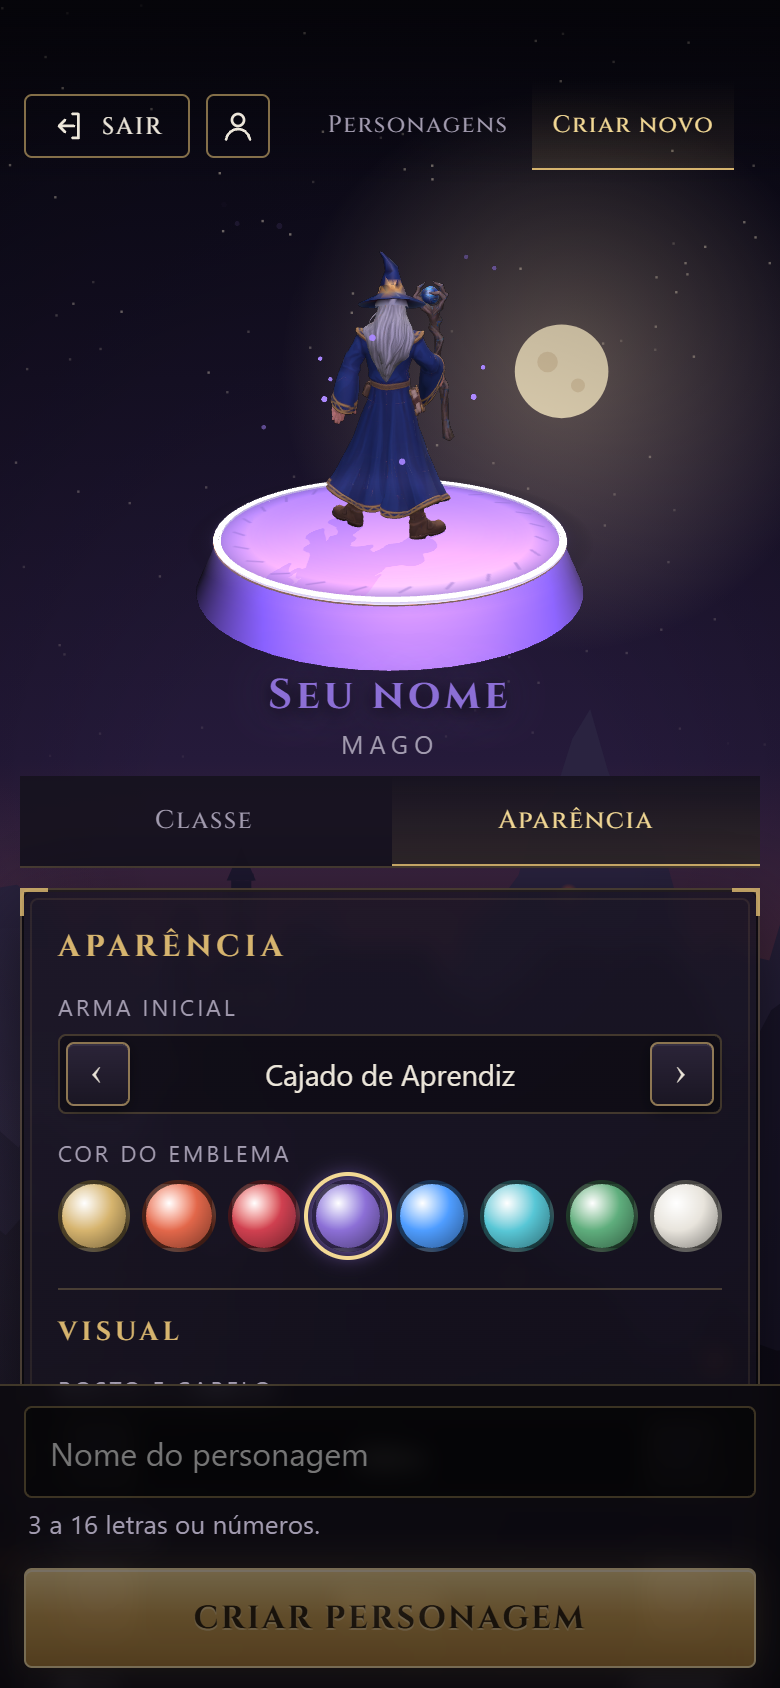 SAIR
Personagens
Criar novo
Seu nome
MAGO
Classe
Aparência
APARÊNCIA
ARMA INICIAL
‹ Cajado de Aprendiz ›
COR DO EMBLEMA
VISUAL
Nome do personagem
3 a 16 letras ou números.
CRIAR PERSONAGEM